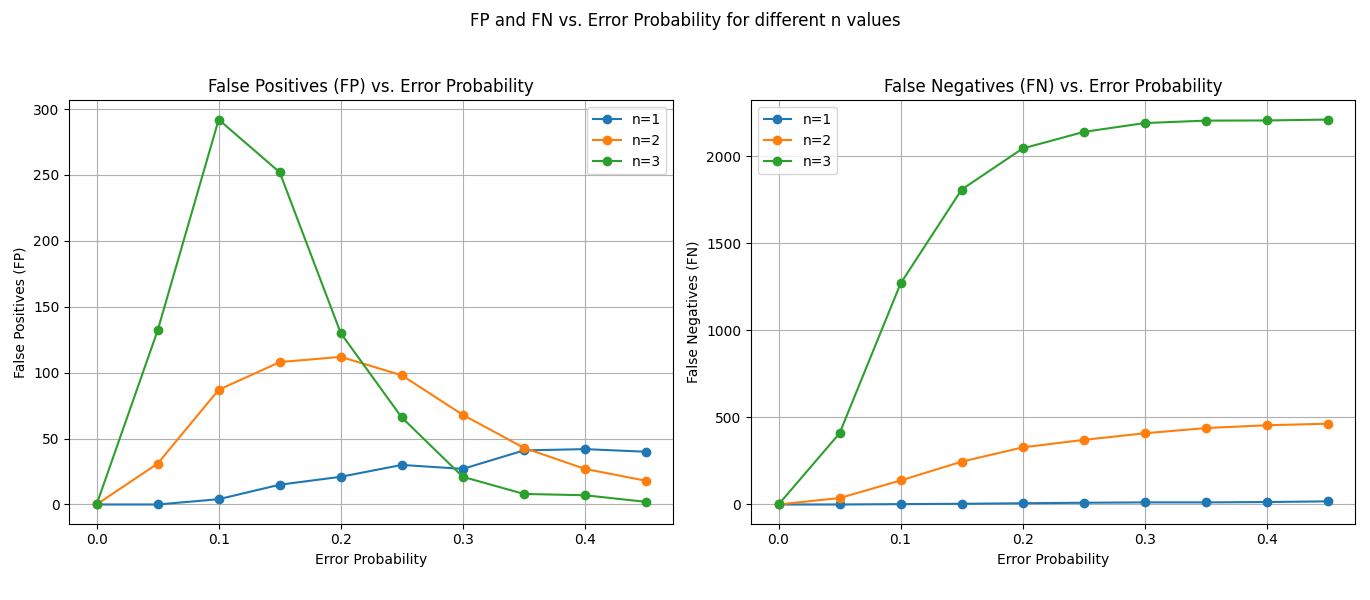 FP and FN vs. Error Probability for different n values
False Positives (FP) vs. Error Probability
300
250
200
150
100
50
0
False Positives (FP)
n=1
n=2
n=3
0.0 0.1 0.2 0.3 0.4
Error Probability
False Negatives (FN) vs. Error Probability
2000
1500
1000
500
0
False Negatives (FN)
n=1
n=2
n=3
0.0 0.1 0.2 0.3 0.4
Error Probability